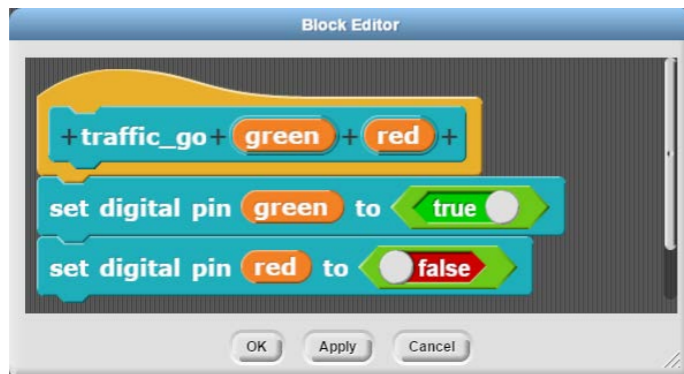 Block Editor
+traffic_go+ green + red +
set digital pin green to true
set digital pin red to false
OK Apply Cancel